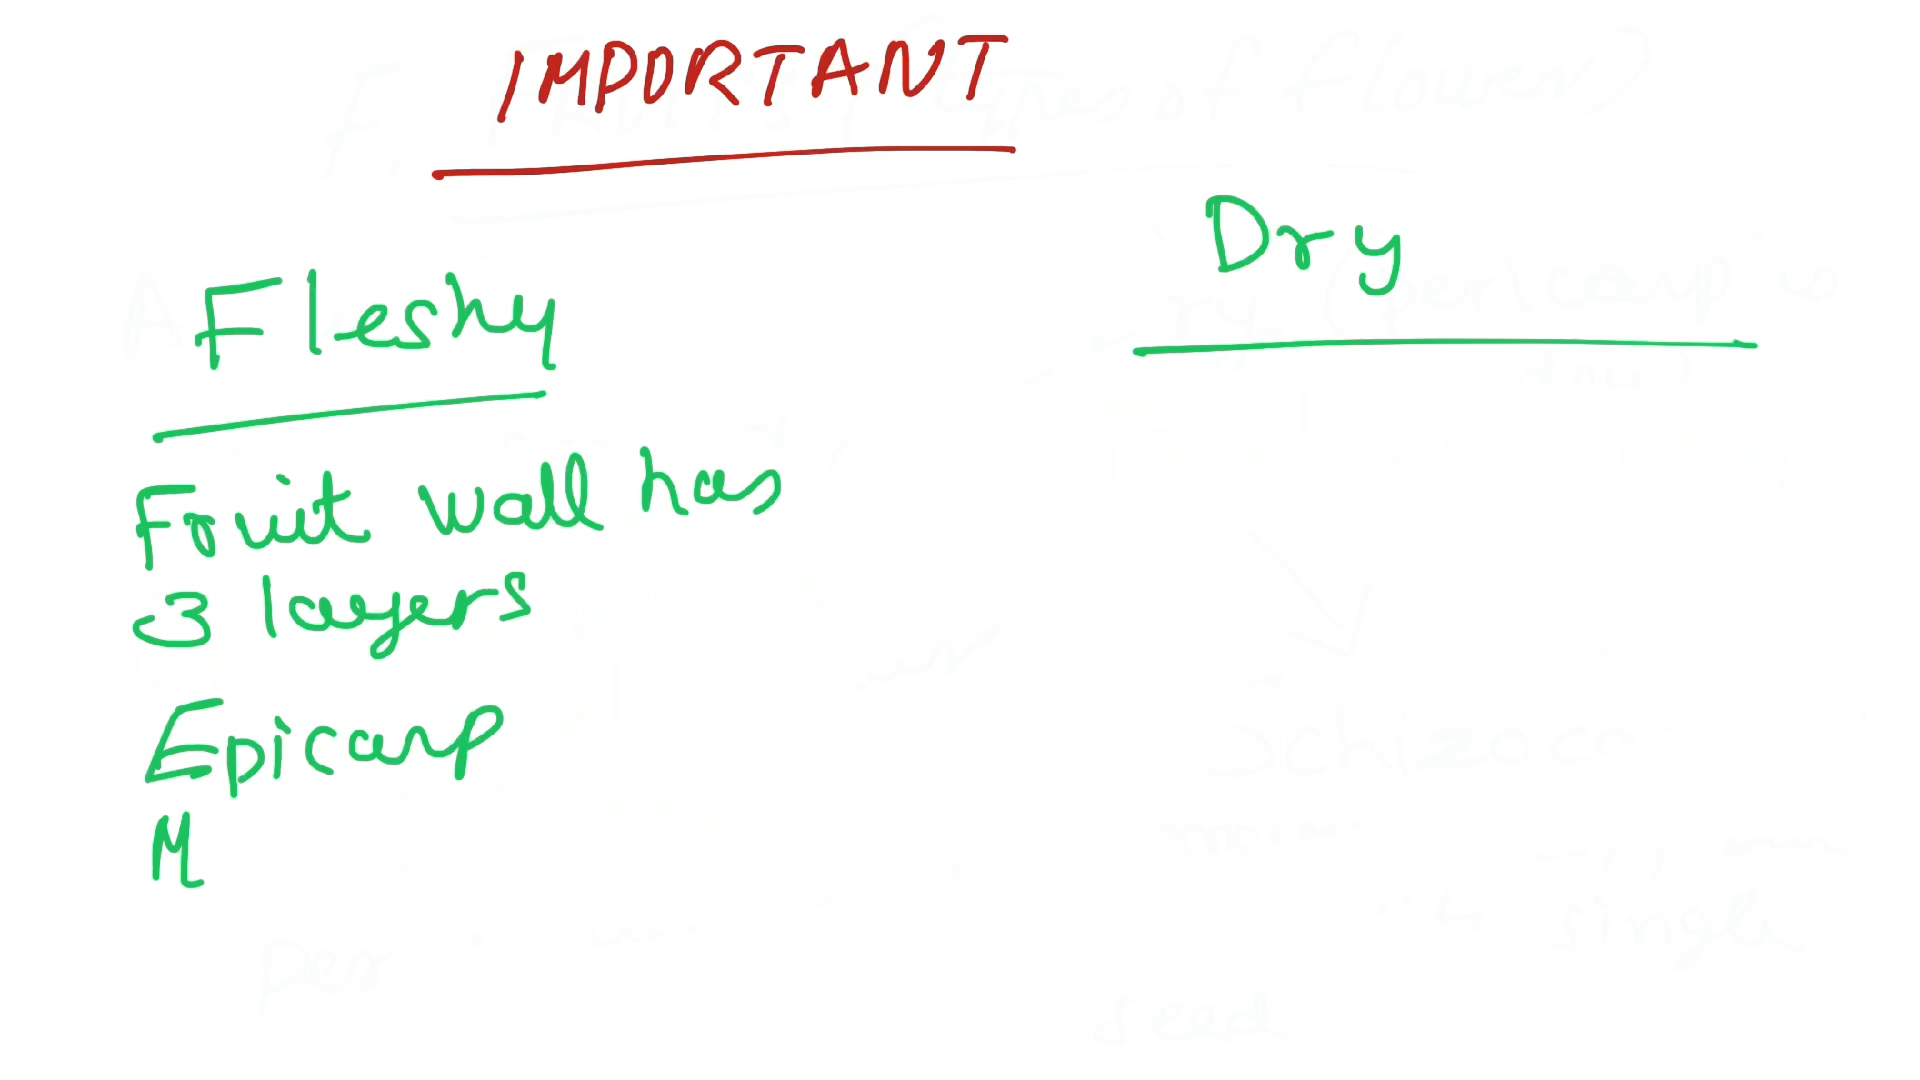 IMPORTANT
Fleshy
Fruit wall has
3 layers
Epicarp
M
Dry